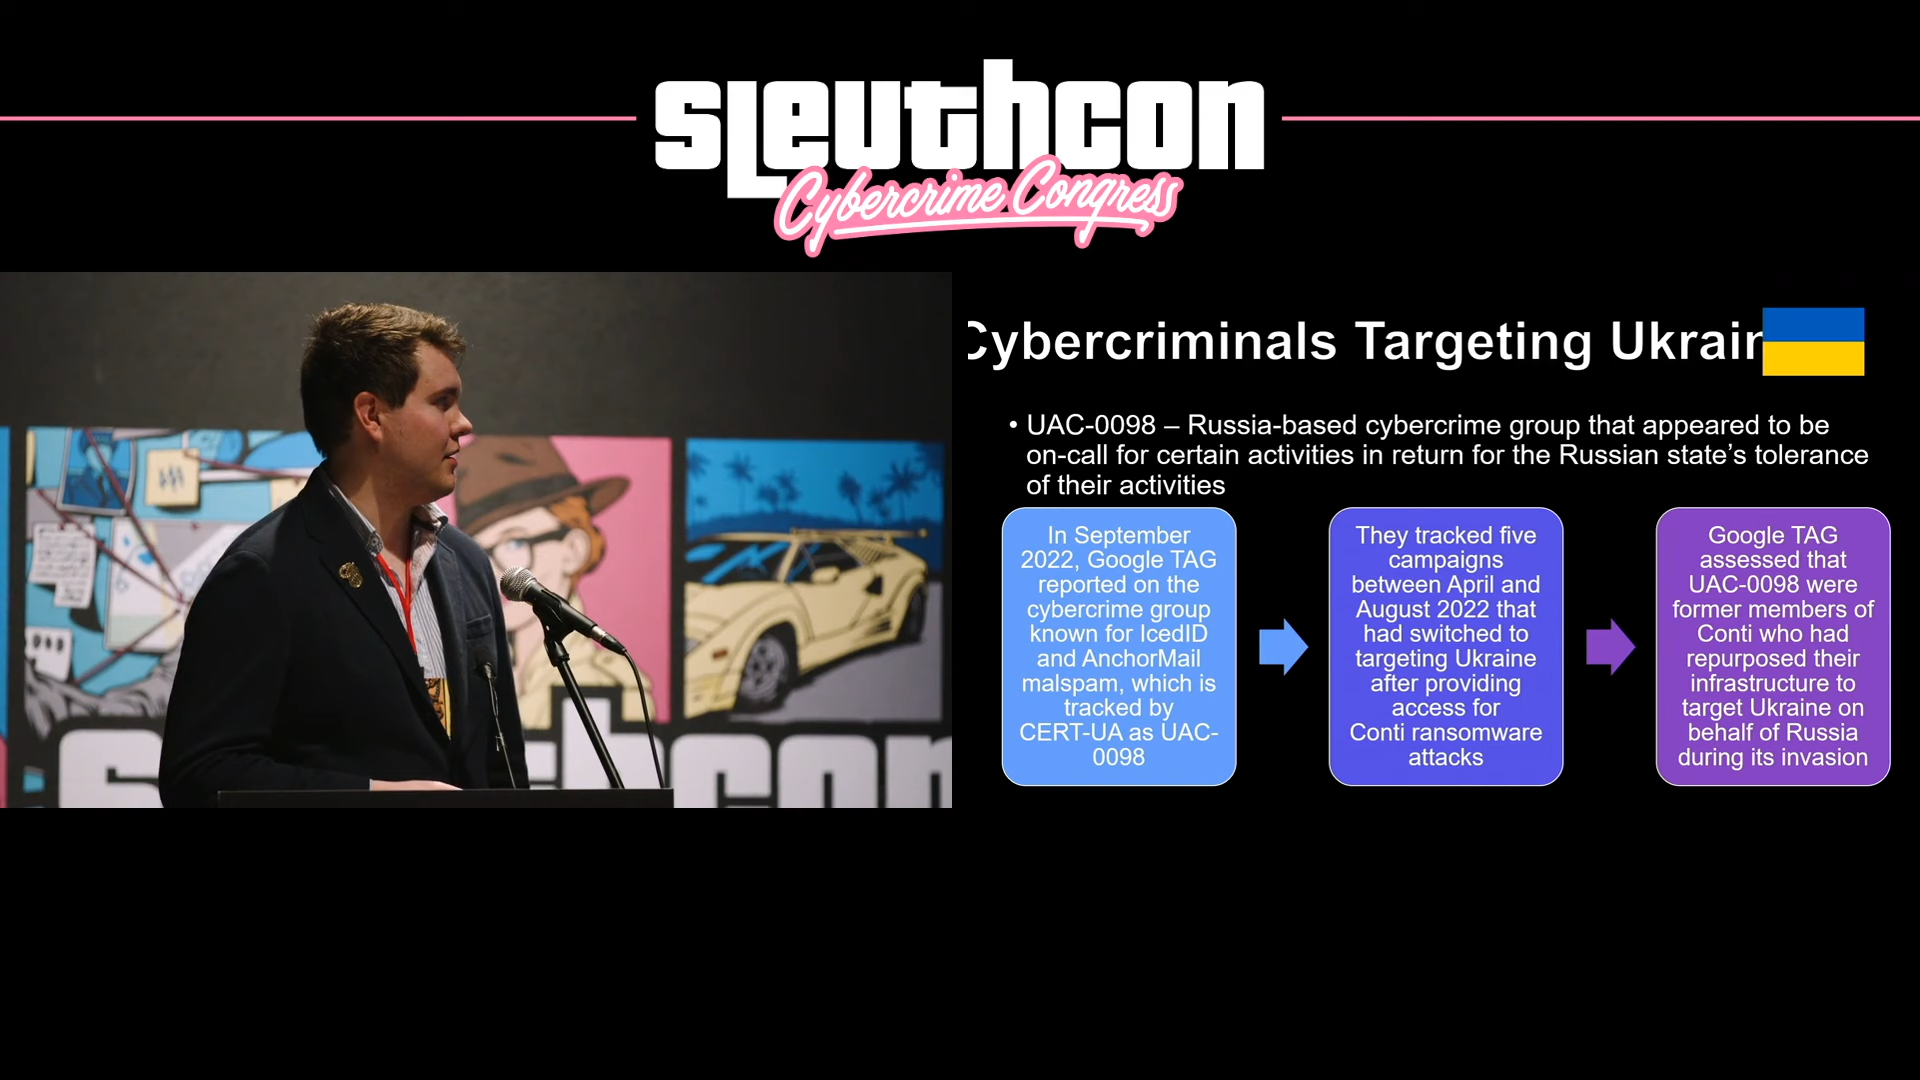 sleuthcon
Cybercrime Congress
Cybercriminals Targeting Ukrain
• UAC-0098 – Russia-based cybercrime group that appeared to be
on-call for certain activities in return for the Russian state’s tolerance
of their activities
In September
2022, Google TAG
reported on the
cybercrime group
known for IcedID
and AnchorMail
malspam, which is
tracked by
CERT-UA as UAC-
0098
They tracked five
campaigns
between April and
August 2022 that
had switched to
targeting Ukraine
after providing
access for
Conti ransomware
attacks
Google TAG
assessed that
UAC-0098 were
former members of
Conti who had
repurposed their
infrastructure to
target Ukraine on
behalf of Russia
during its invasion